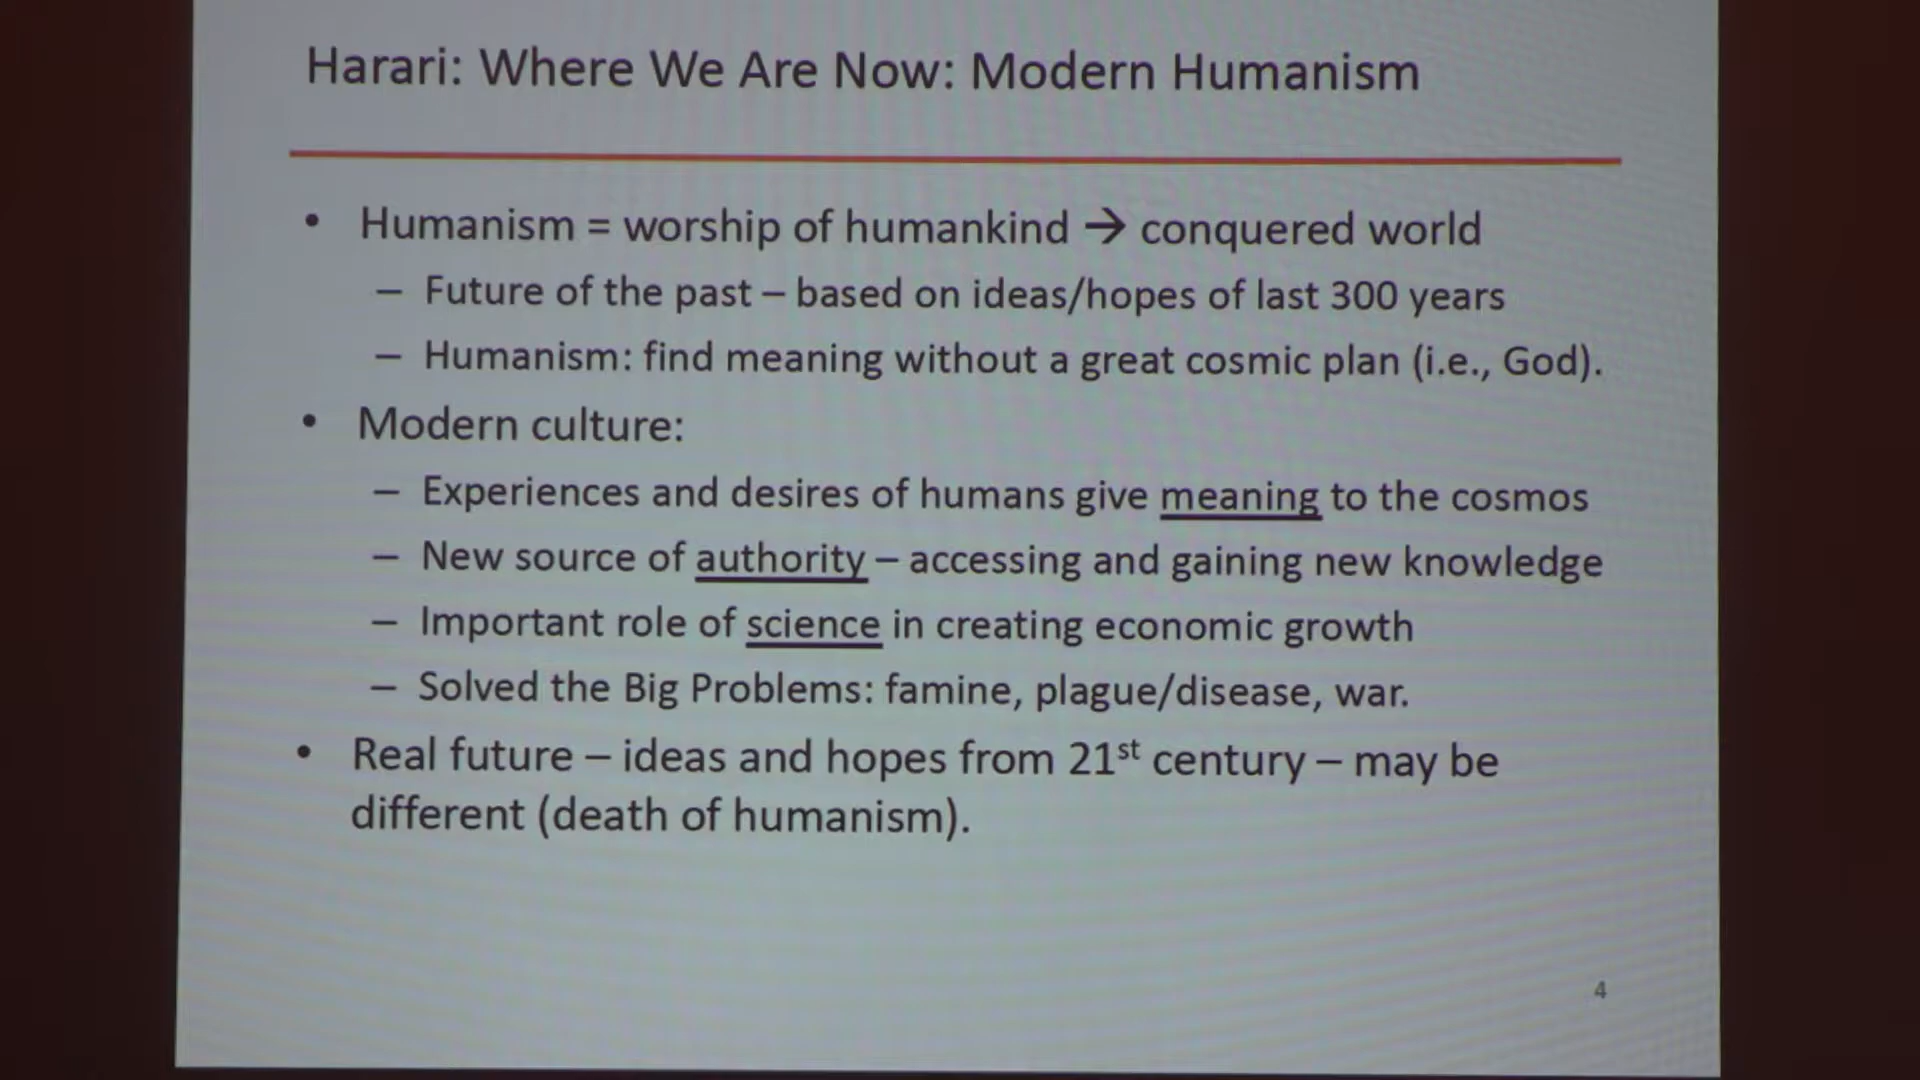 Harari: Where We Are Now: Modern Humanism
• Humanism = worship of humankind → conquered world
– Future of the past – based on ideas/hopes of last 300 years
– Humanism: find meaning without a great cosmic plan (i.e., God).
• Modern culture:
– Experiences and desires of humans give meaning to the cosmos
– New source of authority – accessing and gaining new knowledge
– Important role of science in creating economic growth
– Solved the Big Problems: famine, plague/disease, war.
• Real future – ideas and hopes from 21st century – may be
different (death of humanism).
4